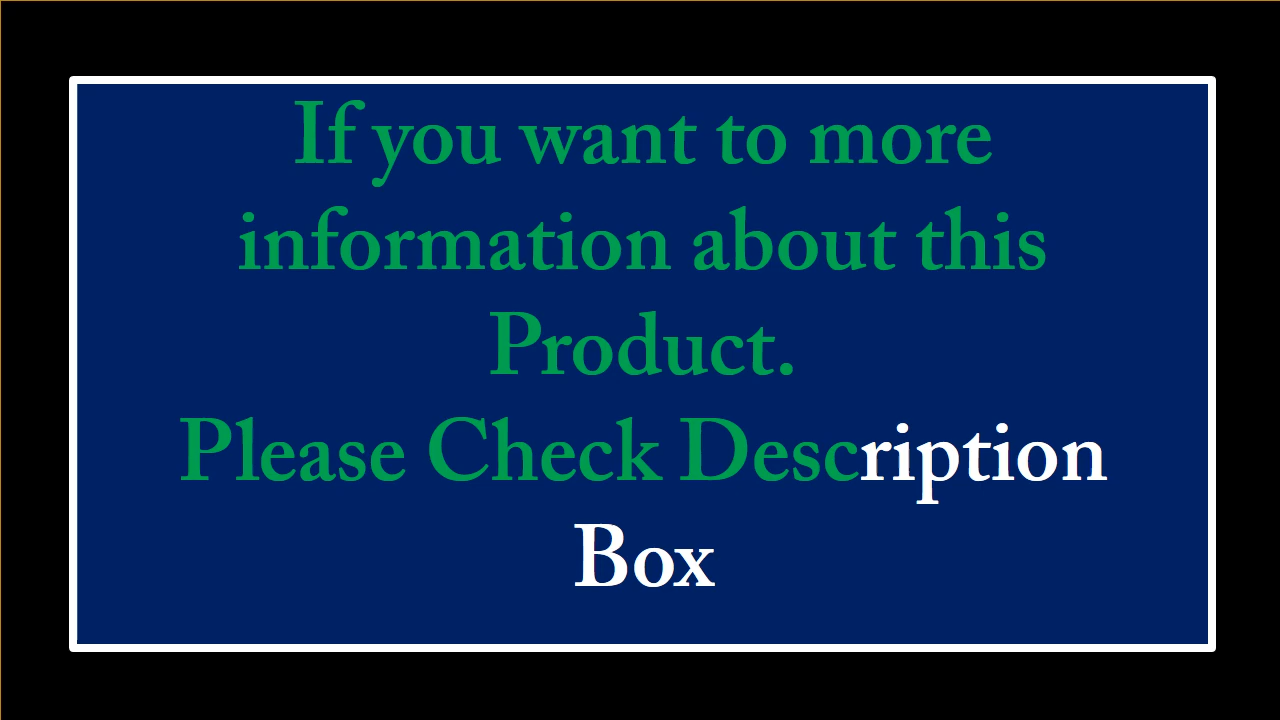 If you want to more
information about this
Product.
Please Check Description
Box